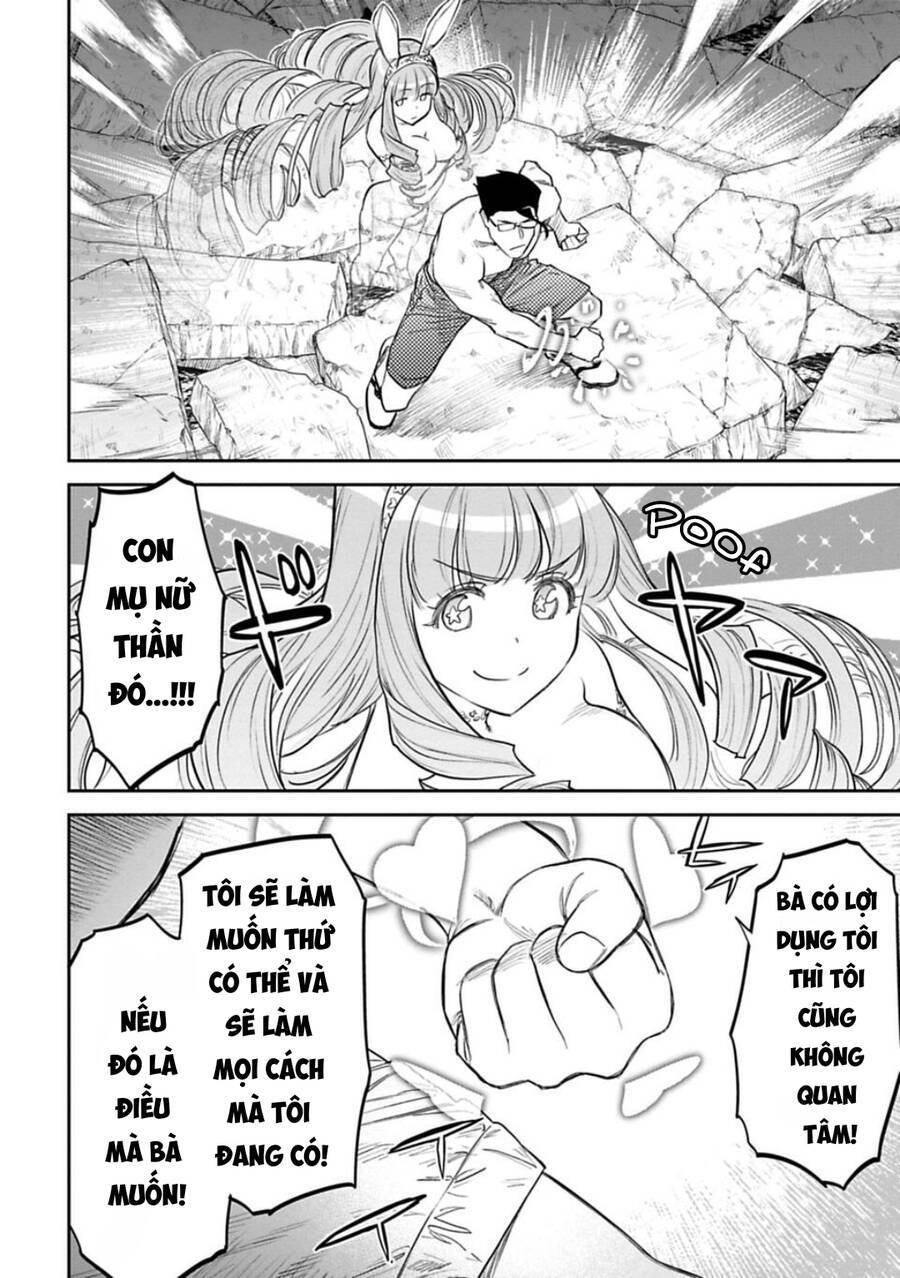 POOF
CON
MỤ NỮ
THẦN
ĐÓ...!!!
BÀ CÓ LỢI
DỤNG TÔI
THÌ TÔI
CŨNG
KHÔNG
QUAN
TÂM!
TÔI SẼ LÀM
MUỐN THỨ
CÓ THỂ VÀ
SẼ LÀM
MỌI CÁCH
MÀ TÔI
ĐANG CÓ!
NẾU
ĐÓ LÀ
ĐIỀU
MÀ BÀ
MUỐN!